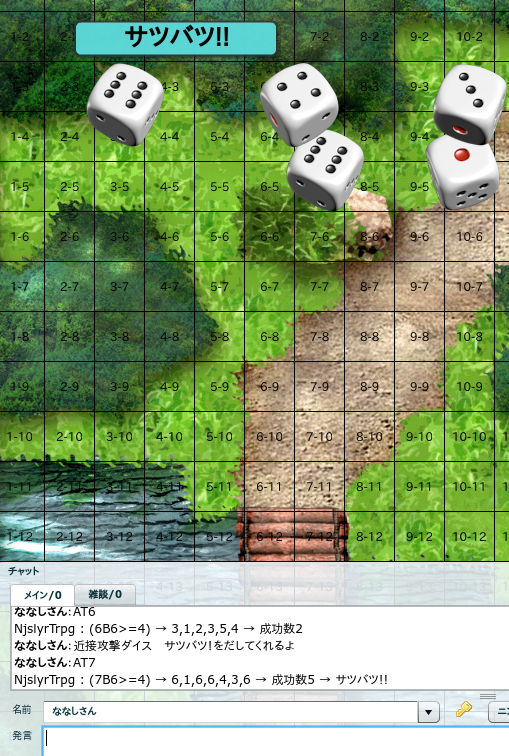 サツバツ!!
7-2 8-2 9-2 10-2
4-3 6-3
1-4 2-4 4-4 5-4 6-4 8-4 9-4
1-5 2-5 3-5 4-5 5-5 6-5 8-5 9-5
1-6 2-6 3-6 4-6 5-6 6-6 7-6 8-6 9-6 10-6
1-7 2-7 3-7 4-7 5-7 6-7 7-7 8-7 9-7 10-7
1-8 2-8 3-8 4-8 5-8 6-8 7-8 8-8 9-8 10-8
1-9 2-9 3-9 4-9 5-9 6-9 7-9 8-9 9-9 10-9
1-10 2-10 3-10 4-10 5-10 6-10 7-10 8-10 9-10 10-10
1-11 2-11 3-11 4-11 5-11 6-11 7-11 8-11 9-11 10-11
1-12 2-12 3-12 4-12 5-12 6-12 7-12 8-12 9-12 10-12
チャット
メイン/0 雑談/0
ななしさん:AT6
NjslyrTrpg : (6B6>=4) → 3,1,2,3,5,4 → 成功数2
ななしさん:近接攻撃ダイス　サツバツ!をだしてくれるよ
ななしさん:AT7
NjslyrTrpg : (7B6>=4) → 6,1,6,6,4,3,6 → 成功数5 → サツバツ!!
名前 ななしさん
発言